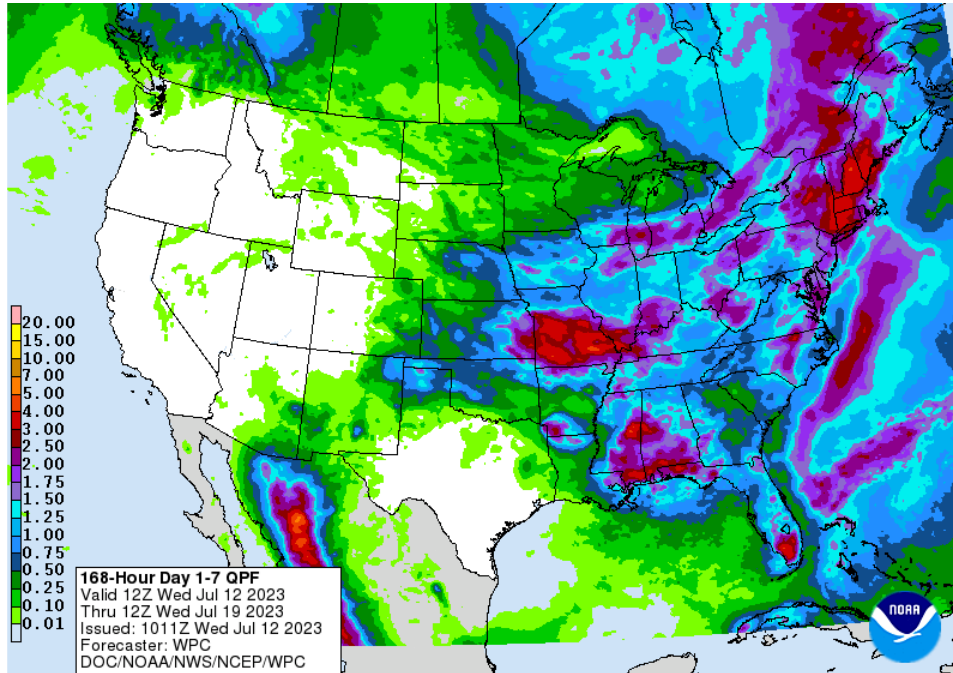 20.00
15.00
10.00
7.00
5.00
4.00
3.00
2.50
2.00
1.75
1.50
1.25
1.00
0.75
0.50
0.25
0.10
0.01
168-Hour Day 1-7 QPF
Valid 12Z Wed Jul 12 2023
Thru 12Z Wed Jul 19 2023
Issued: 1011Z Wed Jul 12 2023
Forecaster: WPC
DOC/NOAA/NWS/NCEP/WPC
NOAA